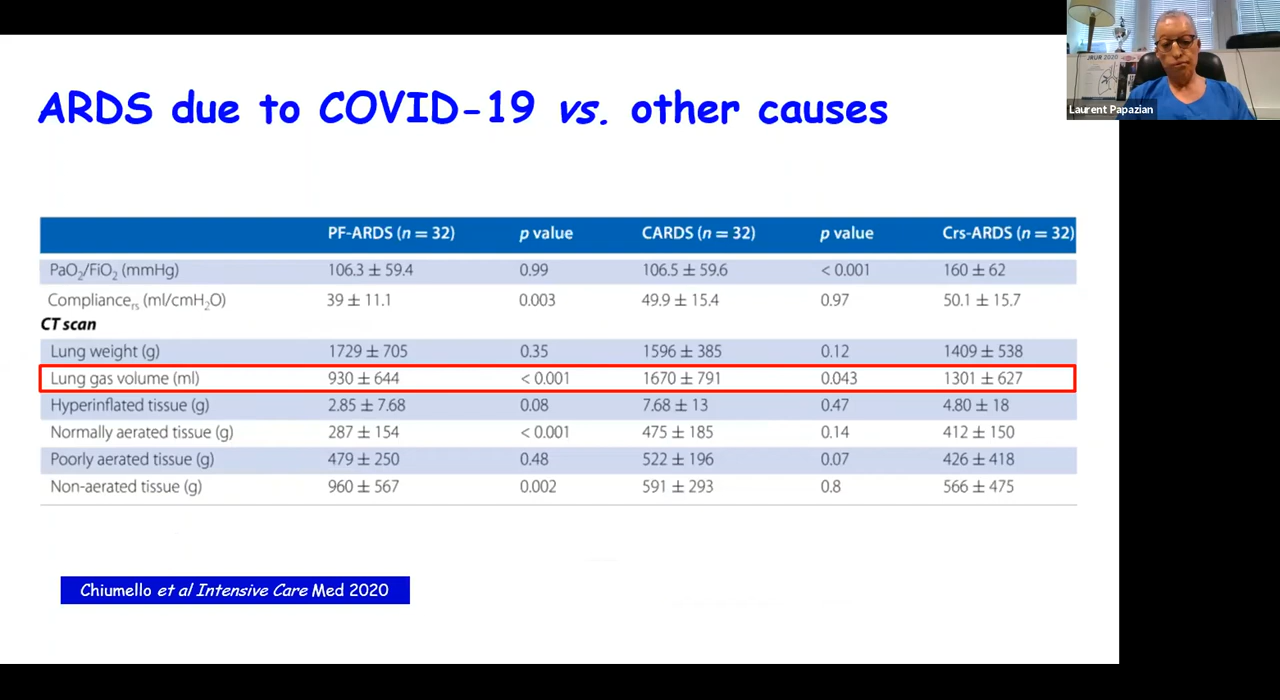 JRUR 2020
Laurent Papazian
ARDS due to COVID-19 vs. other causes
PF-ARDS (n = 32) p value CARDS (n = 32) p value Crs-ARDS (n = 32)
PaO2/FiO2 (mmHg) 106.3 ± 59.4 0.99 106.5 ± 59.6 < 0.001 160 ± 62
Compliancers (ml/cmH2O) 39 ± 11.1 0.003 49.9 ± 15.4 0.97 50.1 ± 15.7
CT scan
Lung weight (g) 1729 ± 705 0.35 1596 ± 385 0.12 1409 ± 538
Lung gas volume (ml) 930 ± 644 < 0.001 1670 ± 791 0.043 1301 ± 627
Hyperinflated tissue (g) 2.85 ± 7.68 0.08 7.68 ± 13 0.47 4.80 ± 18
Normally aerated tissue (g) 287 ± 154 < 0.001 475 ± 185 0.14 412 ± 150
Poorly aerated tissue (g) 479 ± 250 0.48 522 ± 196 0.07 426 ± 418
Non-aerated tissue (g) 960 ± 567 0.002 591 ± 293 0.8 566 ± 475
Chiumello et al Intensive Care Med 2020